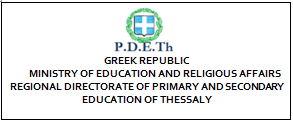 P.D.E.Th
GREEK REPUBLIC
MINISTRY OF EDUCATION AND RELIGIOUS AFFAIRS
REGIONAL DIRECTORATE OF PRIMARY AND SECONDARY
EDUCATION OF THESSALY